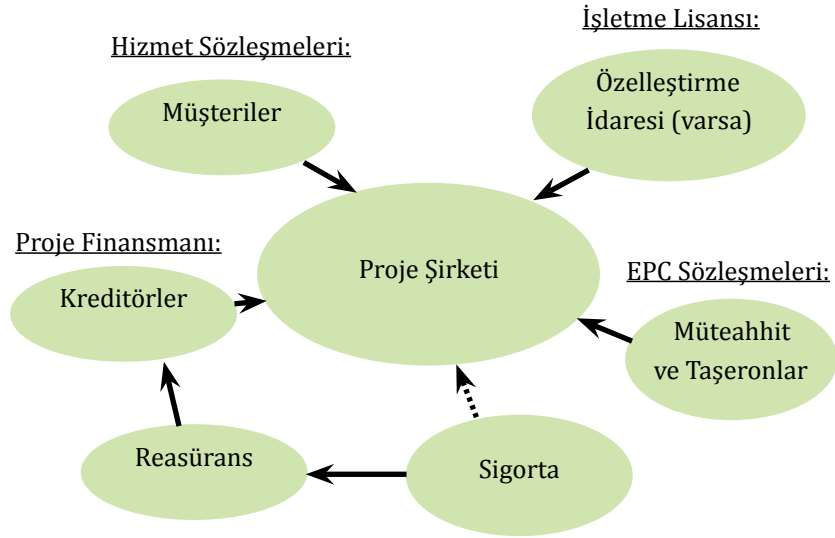 Hizmet Sözleşmeleri:
Müşteriler
İşletme Lisansı:
Özelleştirme
İdaresi (varsa)
Proje Finansmanı:
Kreditörler
Proje Şirketi
EPC Sözleşmeleri:
Müteahhit
ve Taşeronlar
Reasürans
Sigorta